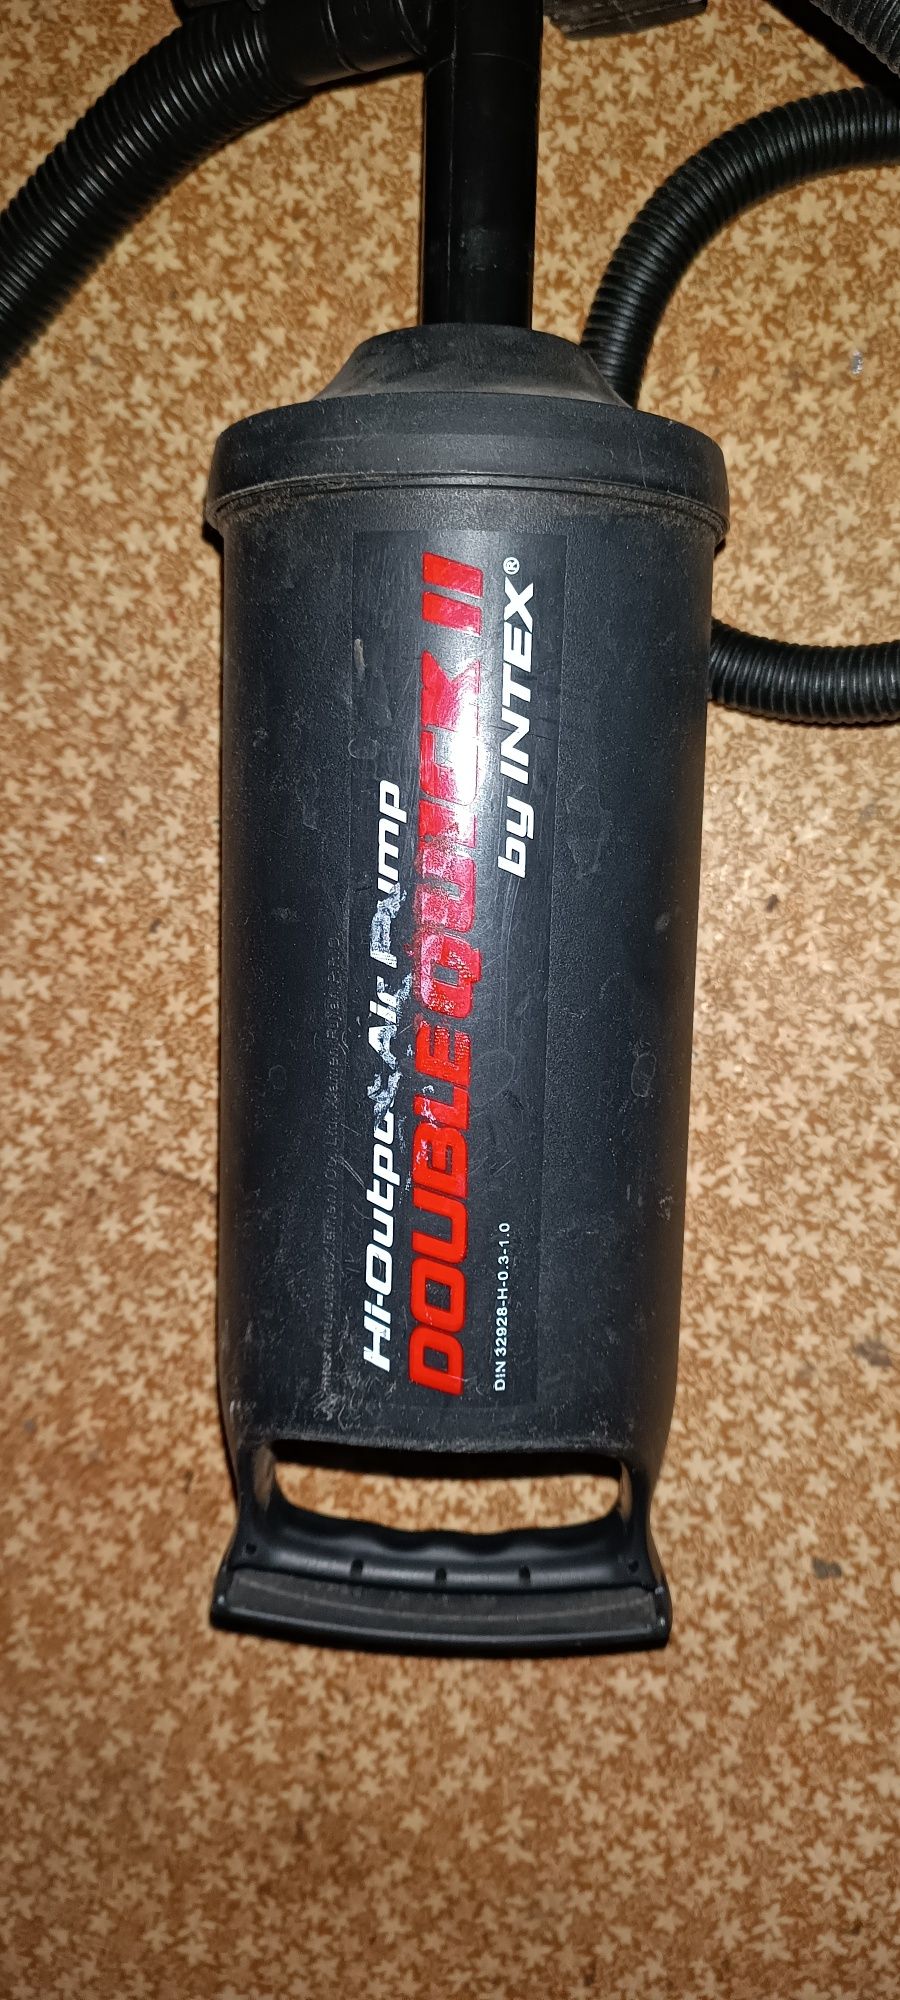 Hi-Output Air Pump
DOUBLE QUICK II
by INTEX®
DIN 32928-H-0.3-1.0